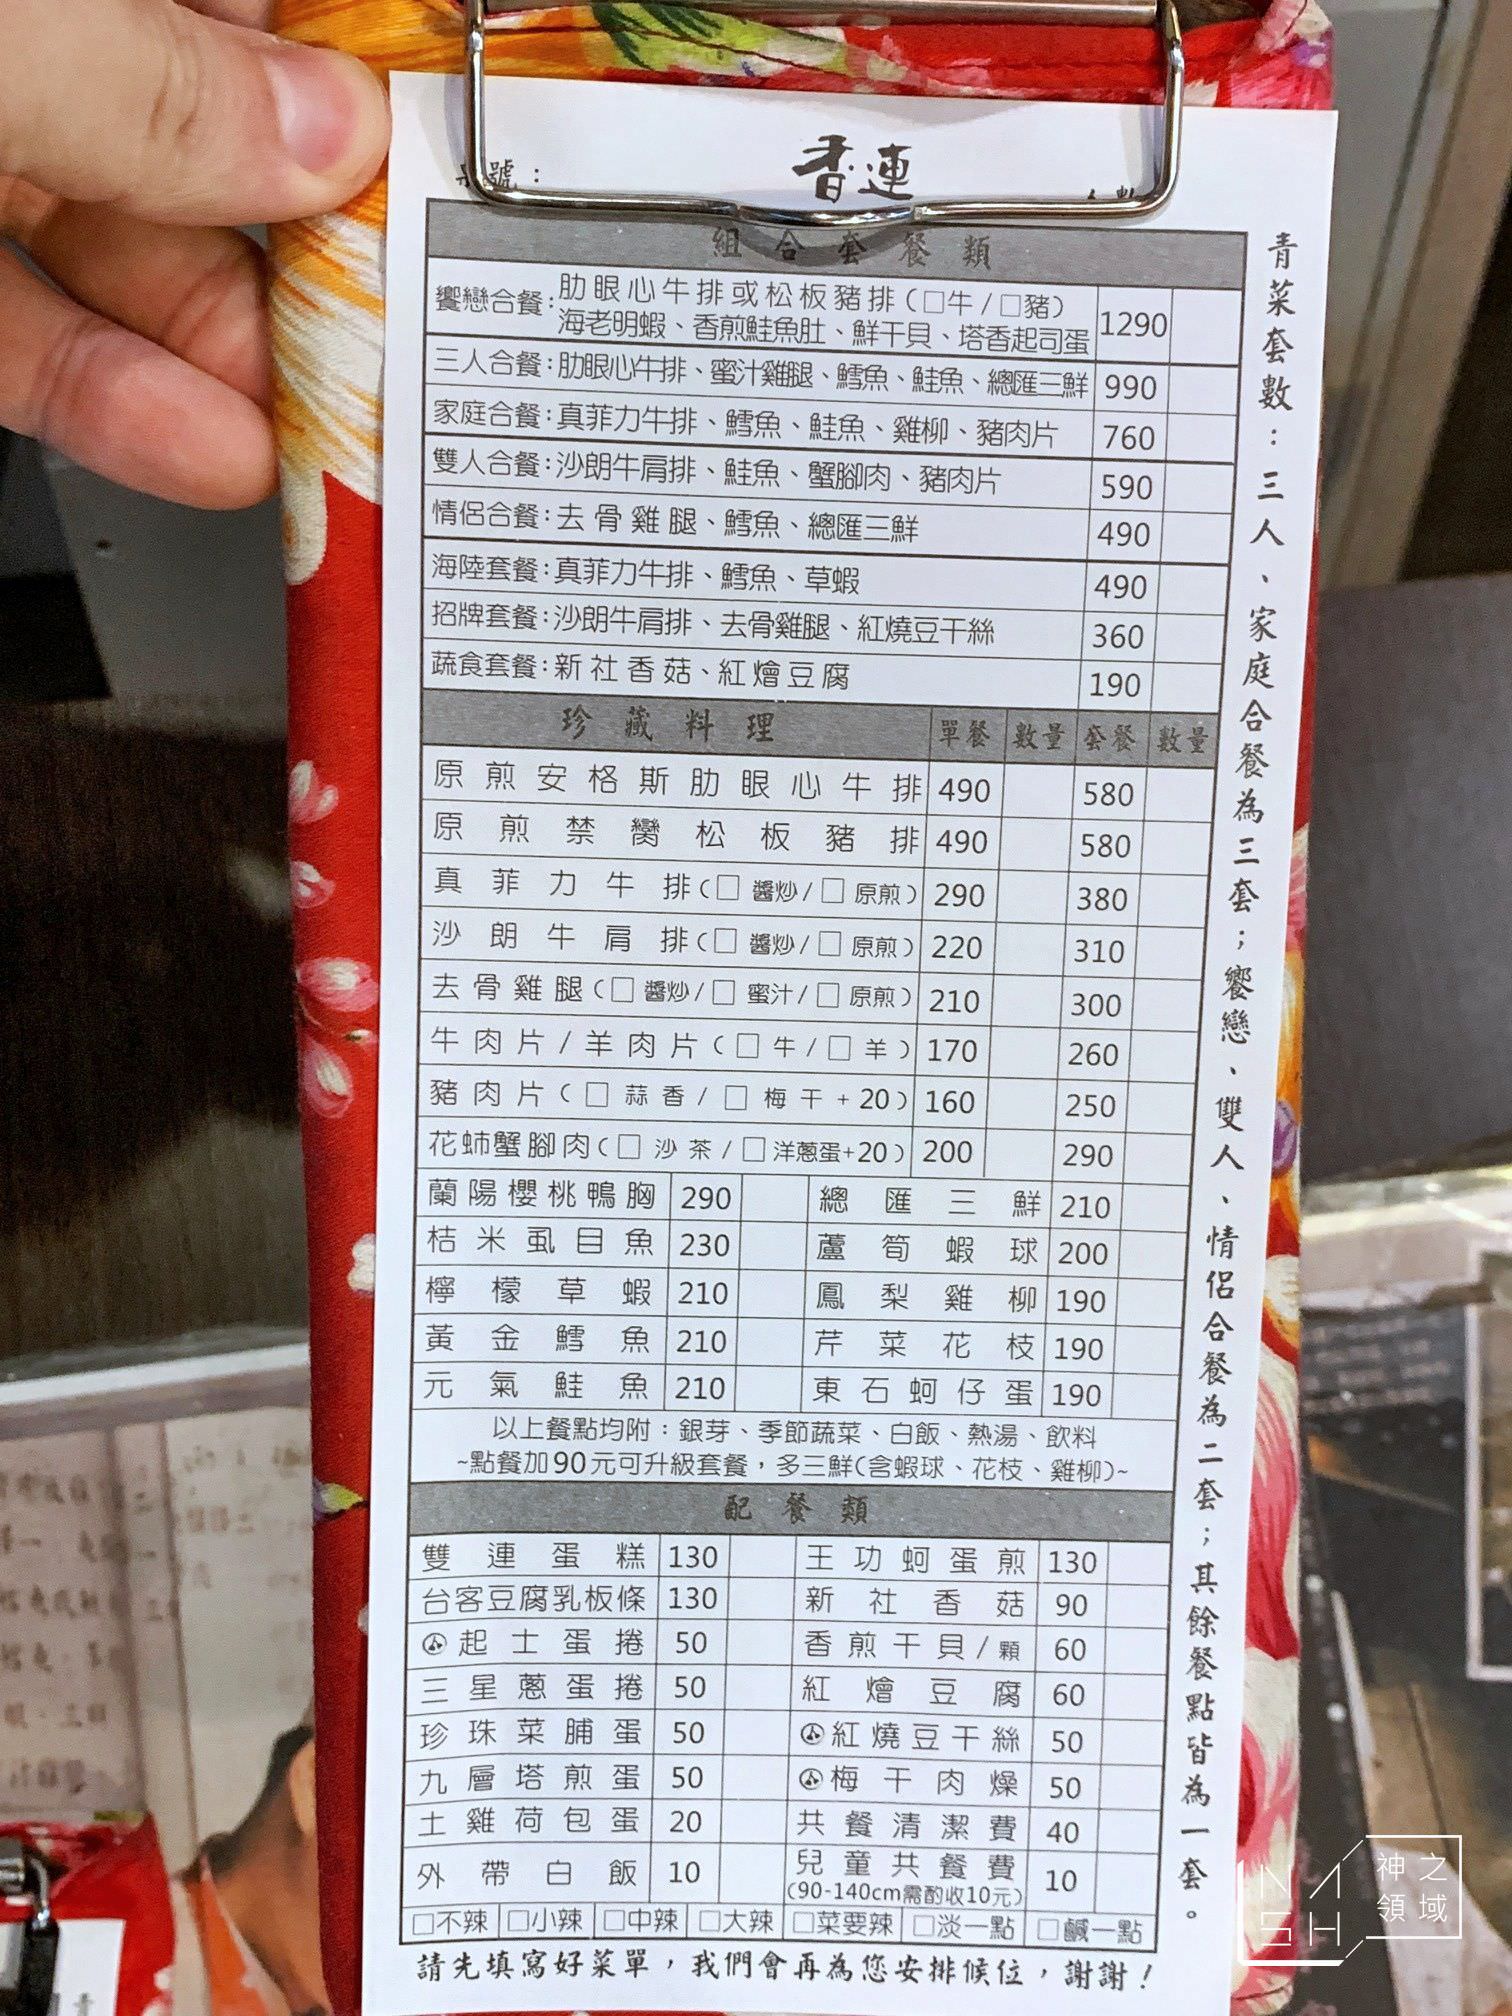 號：
香連
組合套餐類
饗戀合餐：肋眼心牛排或松板豬排（□牛/□豬）
海老明蝦、香煎鮭魚肚、鮮干貝、塔香起司蛋 1290
三人合餐：肋眼心牛排、蜜汁雞腿、鱈魚、鮭魚、總匯三鮮 990
家庭合餐：真菲力牛排、鱈魚、鮭魚、雞柳、豬肉片 760
雙人合餐：沙朗牛肩排、鮭魚、蟹腳肉、豬肉片 590
情侶合餐：去骨雞腿、鱈魚、總匯三鮮 490
海陸套餐：真菲力牛排、鱈魚、草蝦 490
招牌套餐：沙朗牛肩排、去骨雞腿、紅燒豆干絲 360
蔬食套餐：新社香菇、紅燴豆腐 190
珍藏料理 單餐 數量 套餐 數量
原煎安格斯肋眼心牛排 490 580
原煎禁臠松板豬排 490 580
真菲力牛排（□醬炒/□原煎） 290 380
沙朗牛肩排（□醬炒/□原煎） 220 310
去骨雞腿（□醬炒/□蜜汁/□原煎） 210 300
牛肉片/羊肉片（□牛/□羊） 170 260
豬肉片（□蒜香/□梅干+20） 160 250
花蛳蟹腳肉（□沙茶/□洋蔥蛋+20） 200 290
蘭陽櫻桃鴨胸 290 總匯三鮮 210
桔米虱目魚 230 蘆筍蝦球 200
檸檬草蝦 210 鳳梨雞柳 190
黃金鱈魚 210 芹菜花枝 190
元氣鮭魚 210 東石蚵仔蛋 190
以上餐點均附：銀芽、季節蔬菜、白飯、熱湯、飲料
~點餐加90元可升級套餐，多三鮮(含蝦球、花枝、雞柳)~
配餐類
雙連蛋糕 130 王功蚵蛋煎 130
台客豆腐乳板條 130 新社香菇 90
起士蛋捲 50 香煎干貝/顆 60
三星蔥蛋捲 50 紅燴豆腐 60
珍珠菜脯蛋 50 紅燒豆干絲 50
九層塔煎蛋 50 梅干肉燥 50
土雞荷包蛋 20 共餐清潔費 40
外帶白飯 10 兒童共餐費 10
（90-140cm需酌收10元）
□不辣 □小辣 □中辣 □大辣 □菜要辣 □淡一點 □鹹一點
請先填寫好菜單，我們會再為您安排候位，謝謝！
青菜套數：三人、家庭合餐為三套；饗戀、雙人、情侶合餐為二套；其餘餐點皆為一套。
NASH
神之領域